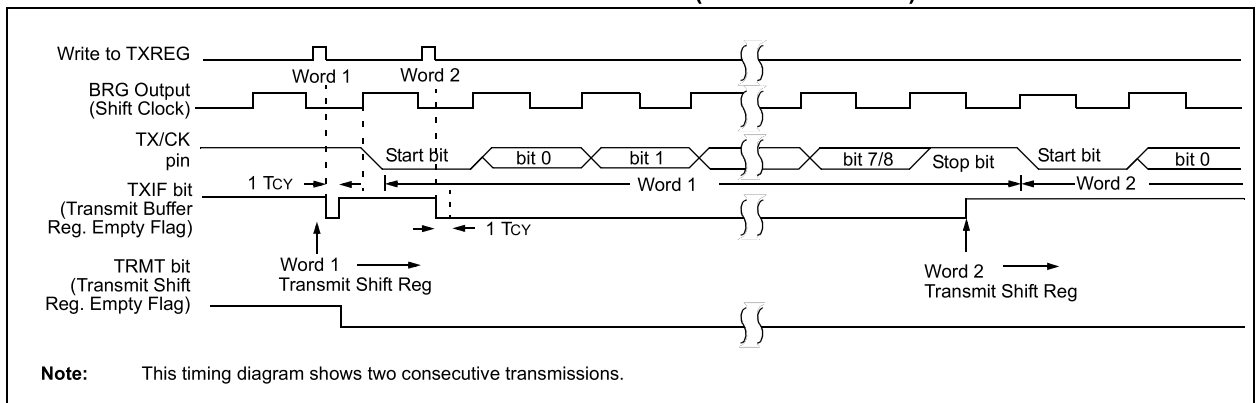 Write to TXREG
Word 1
Word 2
BRG Output
(Shift Clock)
TX/CK
pin
Start bit
bit 0
bit 1
bit 7/8
Stop bit
Start bit
bit 0
1 TCY
Word 1
Word 2
TXIF bit
(Transmit Buffer
Reg. Empty Flag)
1 TCY
Word 1
Transmit Shift Reg
Word 2
Transmit Shift Reg
TRMT bit
(Transmit Shift
Reg. Empty Flag)
Note: This timing diagram shows two consecutive transmissions.